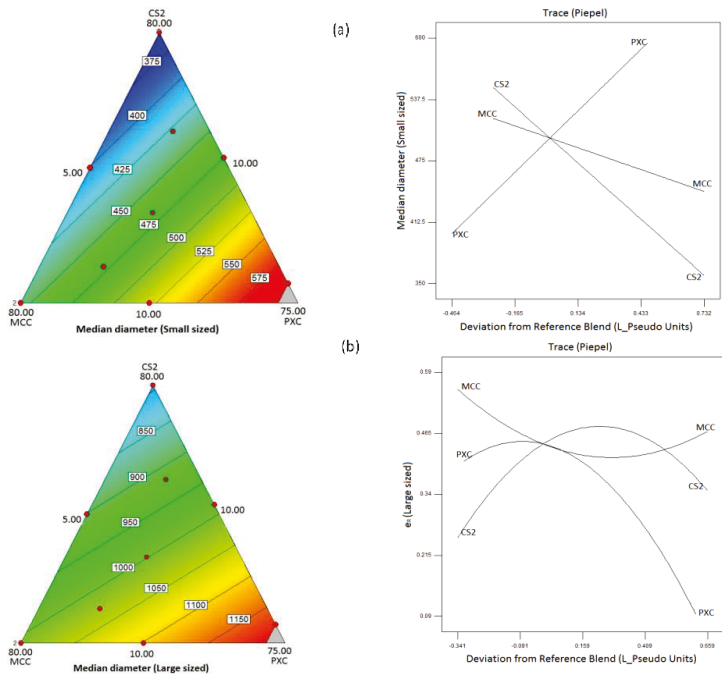 (a)
CS2
80.00
375
400
425
450
475
500
525
550
575
5.00
10.00
2
80.00
MCC
10.00
75.00
PXC
Median diameter (Small sized)
Trace (Piepel)
Median diameter (Small sized)
680
537.5
475
412.5
350
PXC
CS2
MCC
PXC
MCC
CS2
-0.464
-0.165
0.134
0.433
0.732
Deviation from Reference Blend (L_Pseudo Units)
(b)
CS2
80.00
850
900
950
1000
1050
1100
1150
5.00
10.00
2
80.00
MCC
10.00
75.00
PXC
Median diameter (Large sized)
Trace (Piepel)
(Large sized)
0.59
0.465
0.34
0.215
0.09
MCC
PXC
CS2
MCC
CS2
PXC
-0.341
-0.091
0.159
0.409
0.659
Deviation from Reference Blend (L_Pseudo Units)